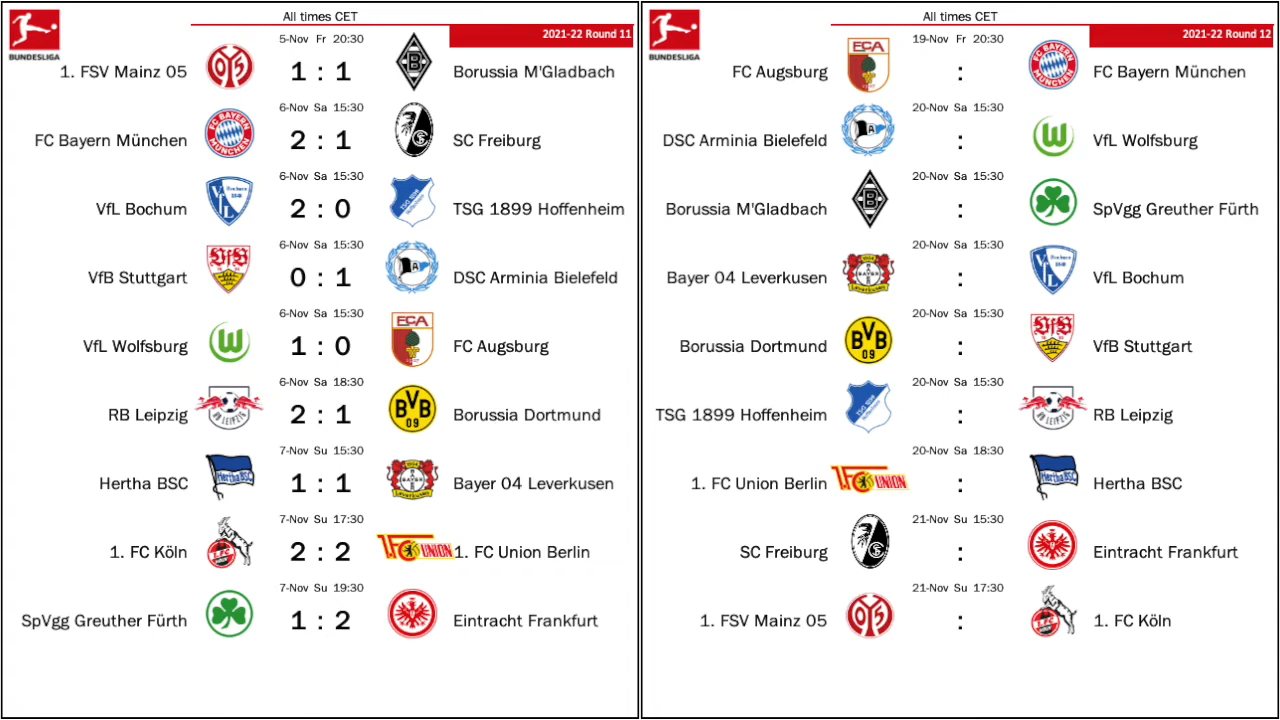 All times CET
BUNDESLIGA
2021-22 Round 11
5-Nov Fr 20:30
1. FSV Mainz 05 1 : 1 Borussia M'Gladbach
6-Nov Sa 15:30
FC Bayern München 2 : 1 SC Freiburg
6-Nov Sa 15:30
VfL Bochum 2 : 0 TSG 1899 Hoffenheim
6-Nov Sa 15:30
VfB Stuttgart 0 : 1 DSC Arminia Bielefeld
6-Nov Sa 15:30
VfL Wolfsburg 1 : 0 FC Augsburg
6-Nov Sa 18:30
RB Leipzig 2 : 1 Borussia Dortmund
7-Nov Su 15:30
Hertha BSC 1 : 1 Bayer 04 Leverkusen
7-Nov Su 17:30
1. FC Köln 2 : 2 1. FC Union Berlin
7-Nov Su 19:30
SpVgg Greuther Fürth 1 : 2 Eintracht Frankfurt
All times CET
BUNDESLIGA
2021-22 Round 12
19-Nov Fr 20:30
FC Augsburg : FC Bayern München
20-Nov Sa 15:30
DSC Arminia Bielefeld : VfL Wolfsburg
20-Nov Sa 15:30
Borussia M'Gladbach : SpVgg Greuther Fürth
20-Nov Sa 15:30
Bayer 04 Leverkusen : VfL Bochum
20-Nov Sa 15:30
Borussia Dortmund : VfB Stuttgart
20-Nov Sa 15:30
TSG 1899 Hoffenheim : RB Leipzig
20-Nov Sa 18:30
1. FC Union Berlin : Hertha BSC
21-Nov Su 15:30
SC Freiburg : Eintracht Frankfurt
21-Nov Su 17:30
1. FSV Mainz 05 : 1. FC Köln